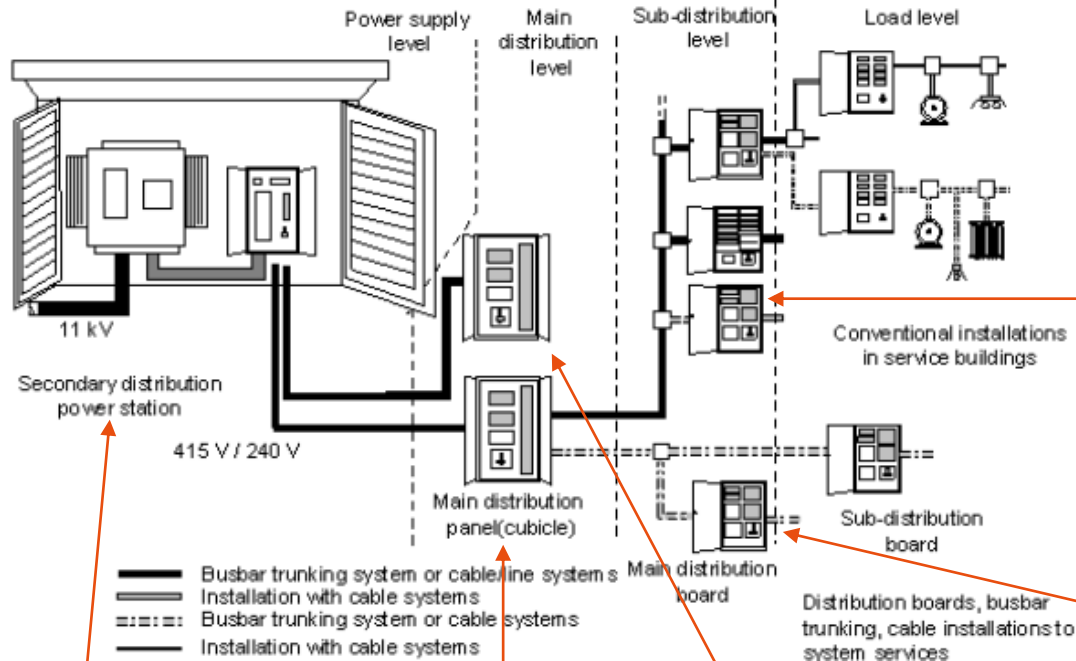 Power supply
level
Main
distribution
level
Sub-distribution
level
Load level
11 kV
Secondary distribution
power station
415 V / 240 V
Conventional installations
in service buildings
Main distribution
panel(cubicle)
Sub-distribution
board
Main distribution
board
Distribution boards, busbar
trunking, cable installations to
system services
Busbar trunking system or cable/line systems
Installation with cable systems
Busbar trunking system or cable systems
Installation with cable systems